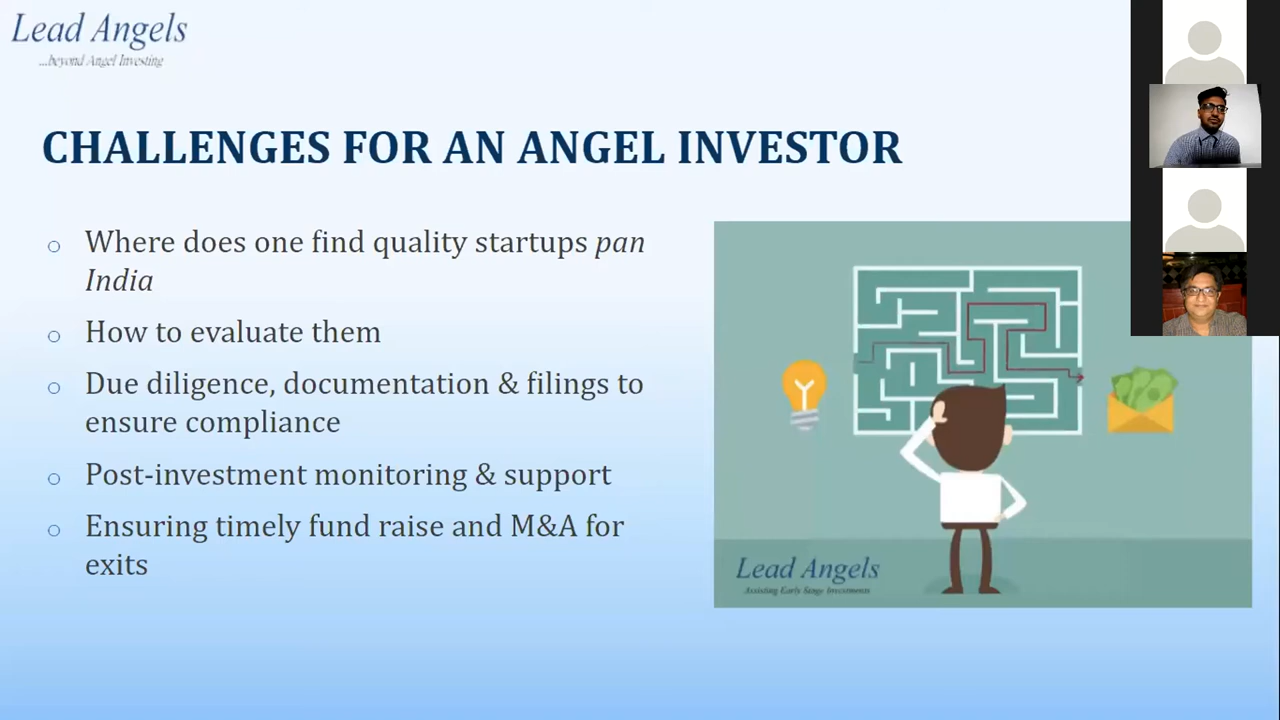 Lead Angels
...beyond Angel Investing
CHALLENGES FOR AN ANGEL INVESTOR
Where does one find quality startups pan
India
How to evaluate them
Due diligence, documentation & filings to
ensure compliance
Post-investment monitoring & support
Ensuring timely fund raise and M&A for
exits
Lead Angels
Assisting Early Stage Investments